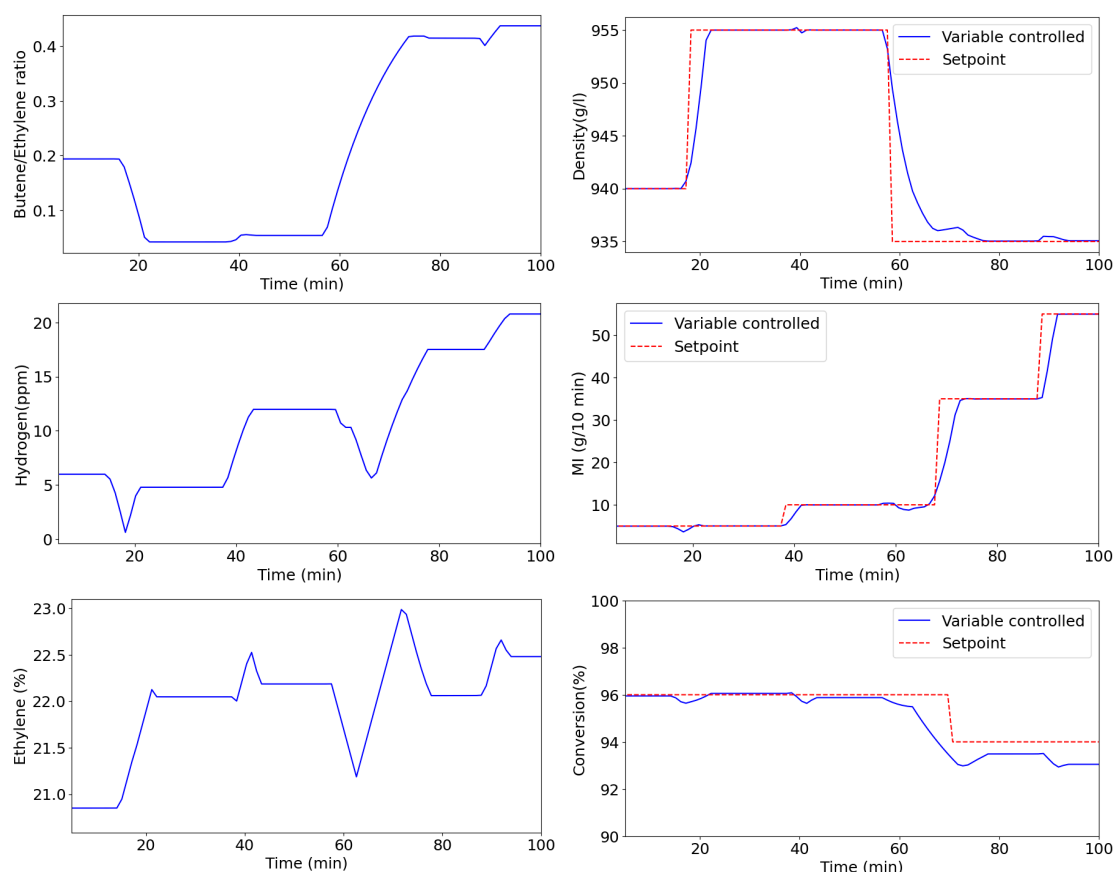 Butene/Ethylene ratio
0.4
0.3
0.2
0.1
20 40 60 80 100
Time (min)
Density(g/l)
955
950
945
940
935
20 40 60 80 100
Time (min)
Variable controlled
Setpoint
Hydrogen(ppm)
20
15
10
5
0
20 40 60 80 100
Time (min)
MI (g/10 min)
50
40
30
20
10
20 40 60 80 100
Time (min)
Variable controlled
Setpoint
Ethylene (%)
23.0
22.5
22.0
21.5
21.0
20 40 60 80 100
Time (min)
Conversion(%)
100
98
96
94
92
90
20 40 60 80 100
Time (min)
Variable controlled
Setpoint